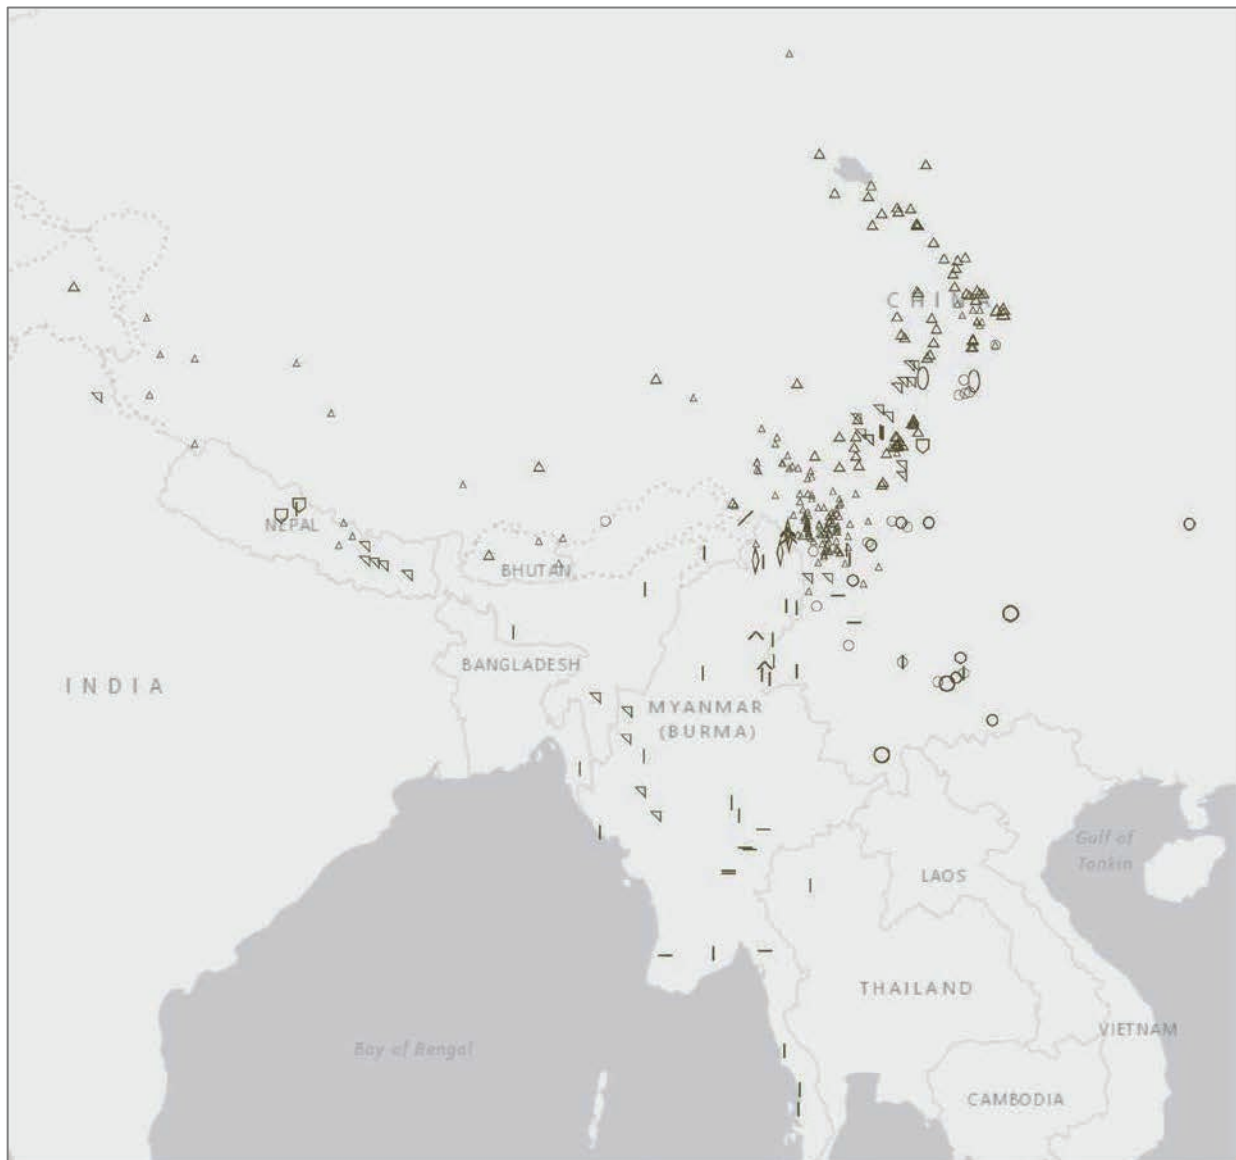 CHINA
NEPAL
BHUTAN
BANGLADESH
INDIA
MYANMAR
(BURMA)
Gulf of
Tonkin
LAOS
THAILAND
VIETNAM
Bay of Bengal
CAMBODIA